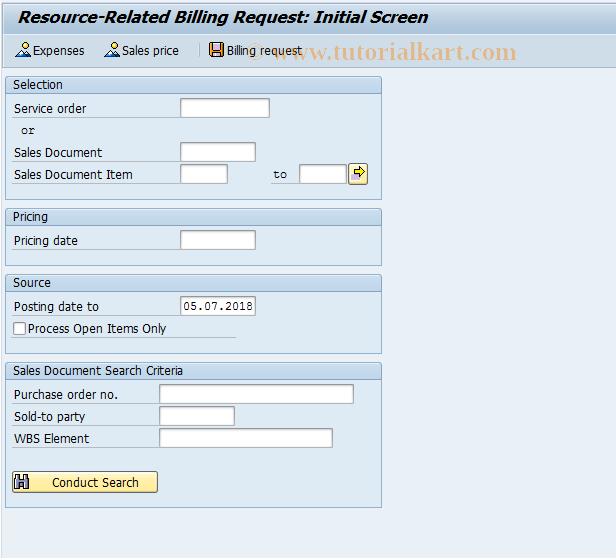 Resource-Related Billing Request: Initial Screen
Expenses Sales price Billing request
© www.tutorialkart.com
Selection
Service order
or
Sales Document
Sales Document Item to
Pricing
Pricing date
Source
Posting date to 05.07.2018
Process Open Items Only
Sales Document Search Criteria
Purchase order no.
Sold-to party
WBS Element
Conduct Search